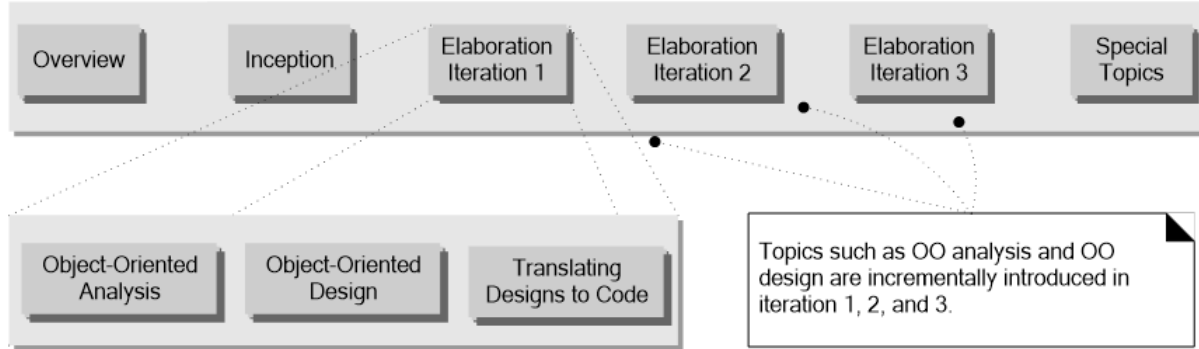 Overview
Inception
Elaboration
Iteration 1
Elaboration
Iteration 2
Elaboration
Iteration 3
Special
Topics
Object-Oriented
Analysis
Object-Oriented
Design
Translating
Designs to Code
Topics such as OO analysis and OO
design are incrementally introduced in
iteration 1, 2, and 3.